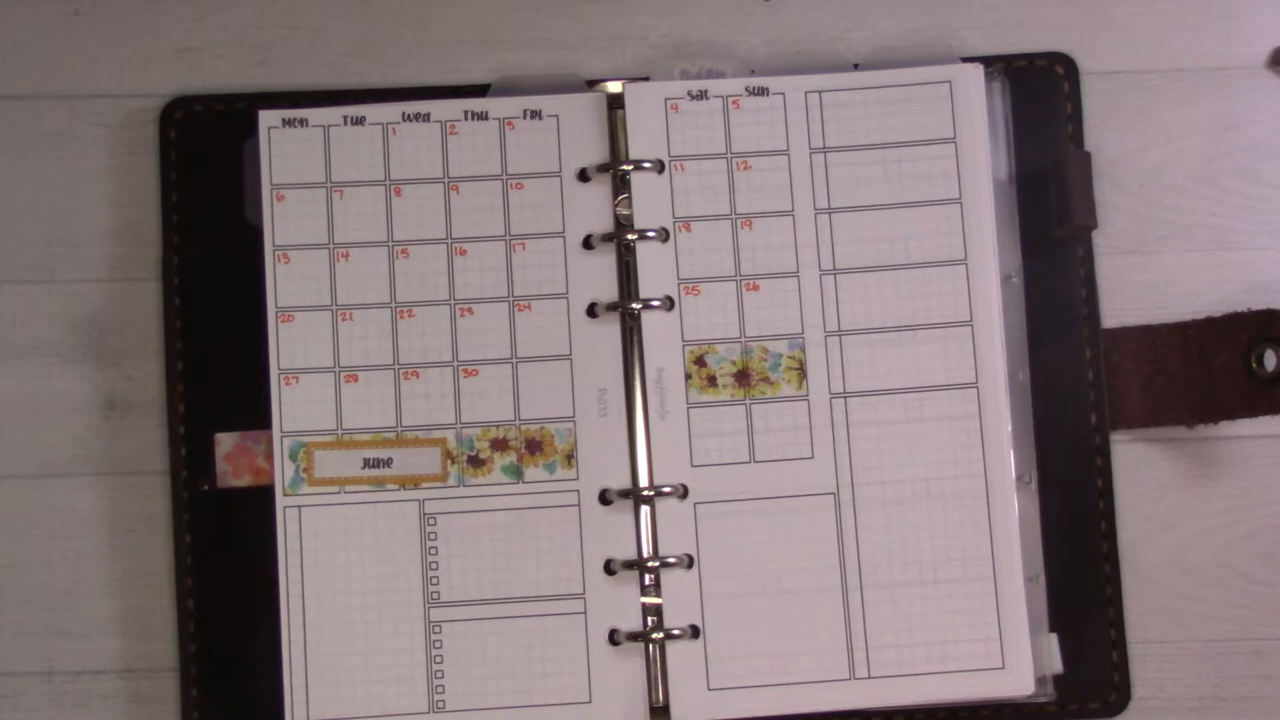 Mon Tue Wed Thu Fri Sat Sun
1 2 3 4 5
6 7 8 9 10 11 12
13 14 15 16 17 18 19
20 21 22 23 24 25 26
27 28 29 30
June